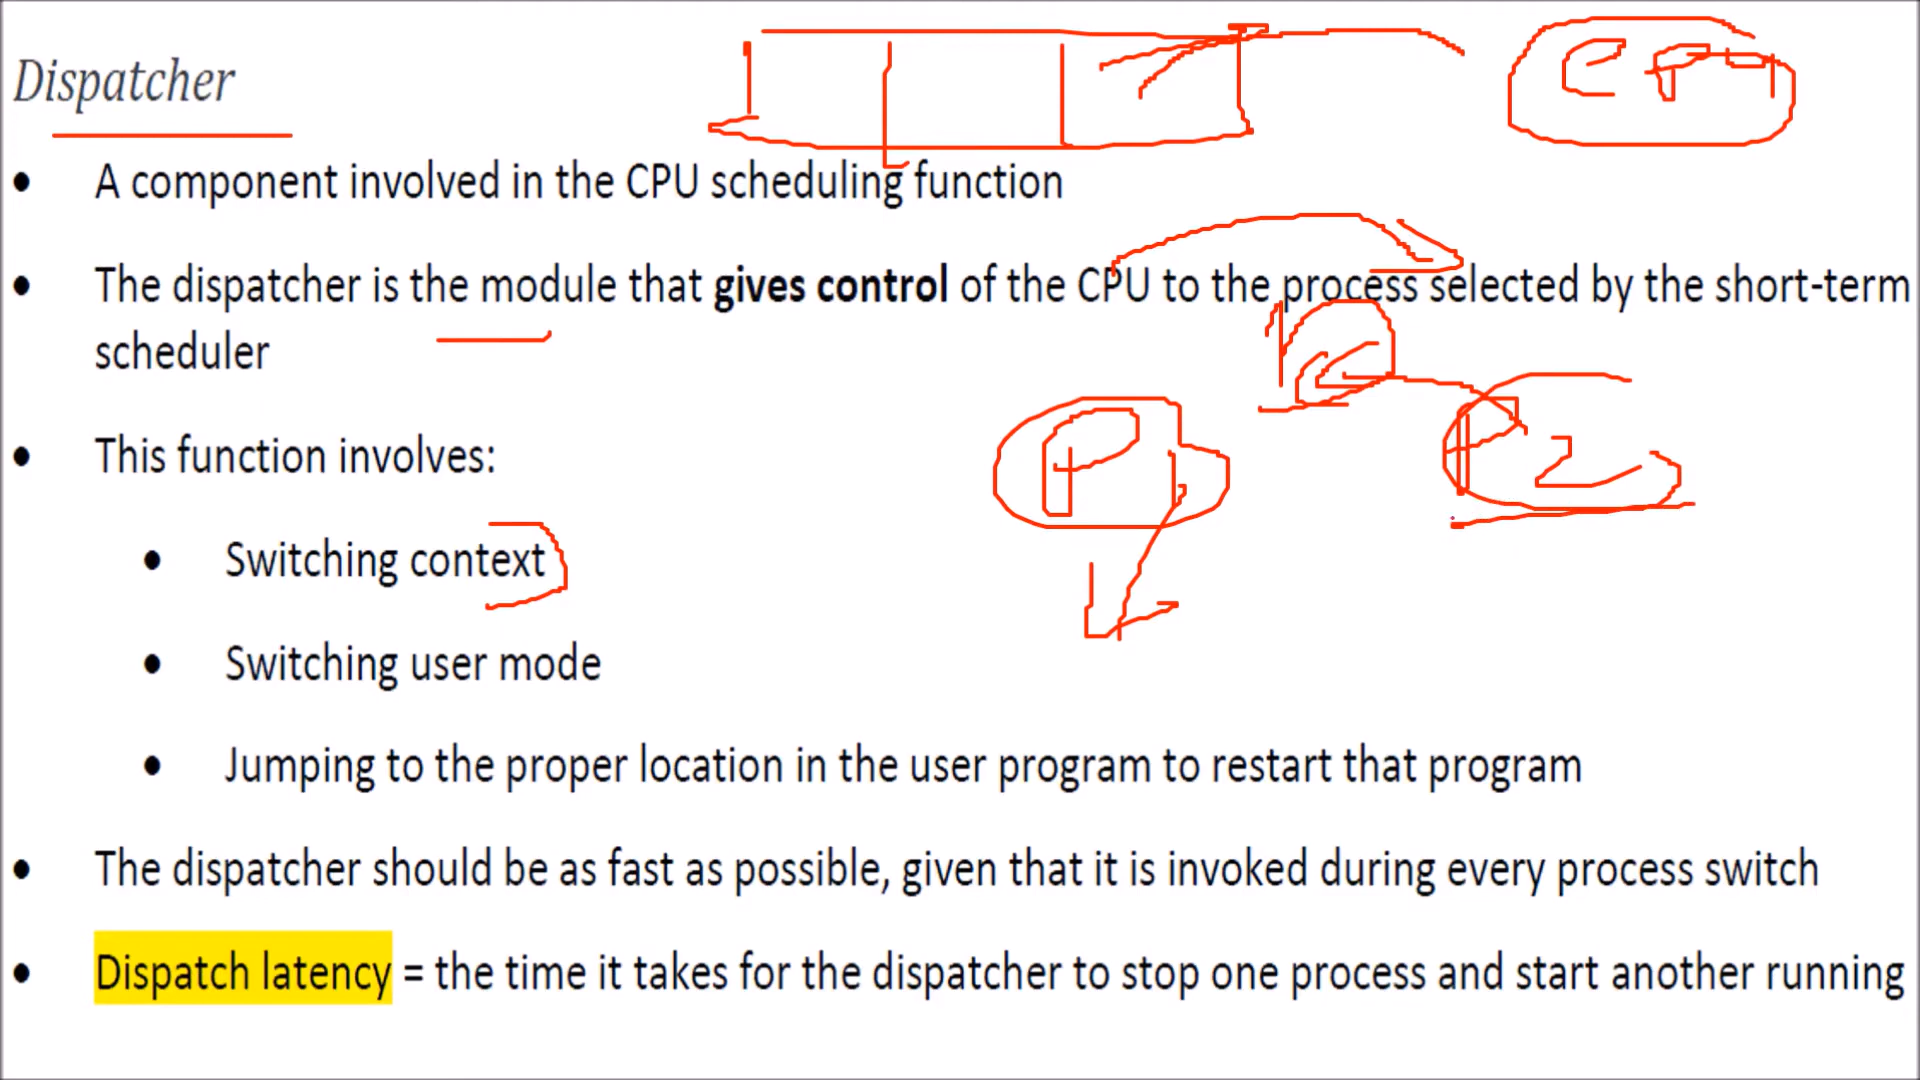 Dispatcher
CPU
• A component involved in the CPU scheduling function
• The dispatcher is the module that gives control of the CPU to the process selected by the short-term
scheduler
• This function involves:
P2
• Switching context
• Switching user mode
• Jumping to the proper location in the user program to restart that program
• The dispatcher should be as fast as possible, given that it is invoked during every process switch
• Dispatch latency = the time it takes for the dispatcher to stop one process and start another running